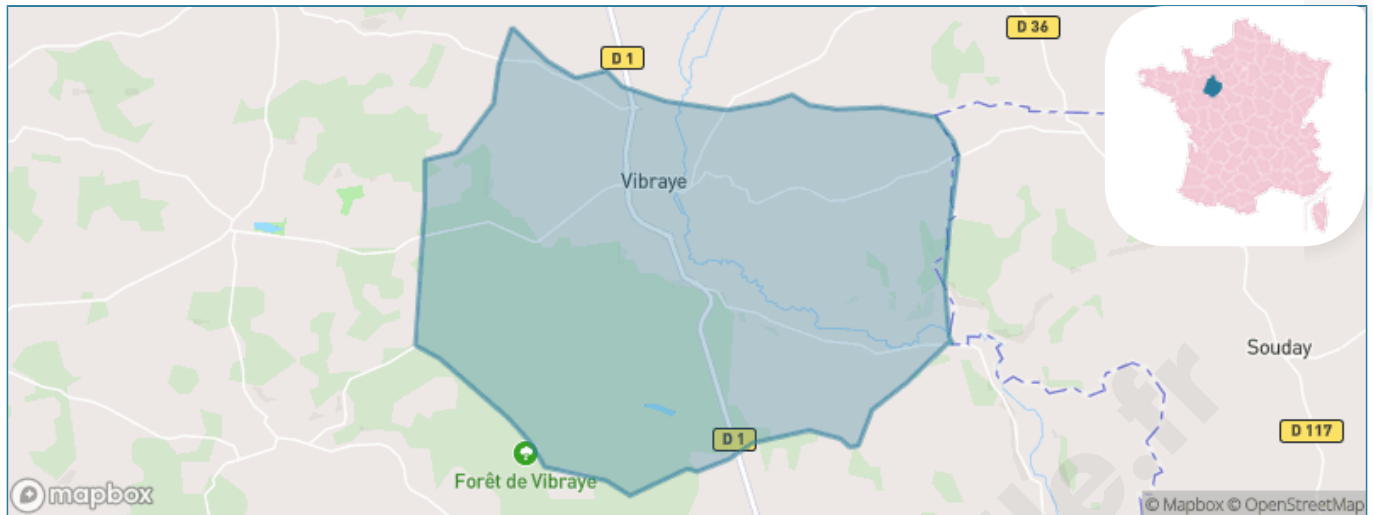 D 36
D 1
Vibraye
Souday
D 1
D 117
Forêt de Vibraye
mapbox
© Mapbox © OpenStreetMap